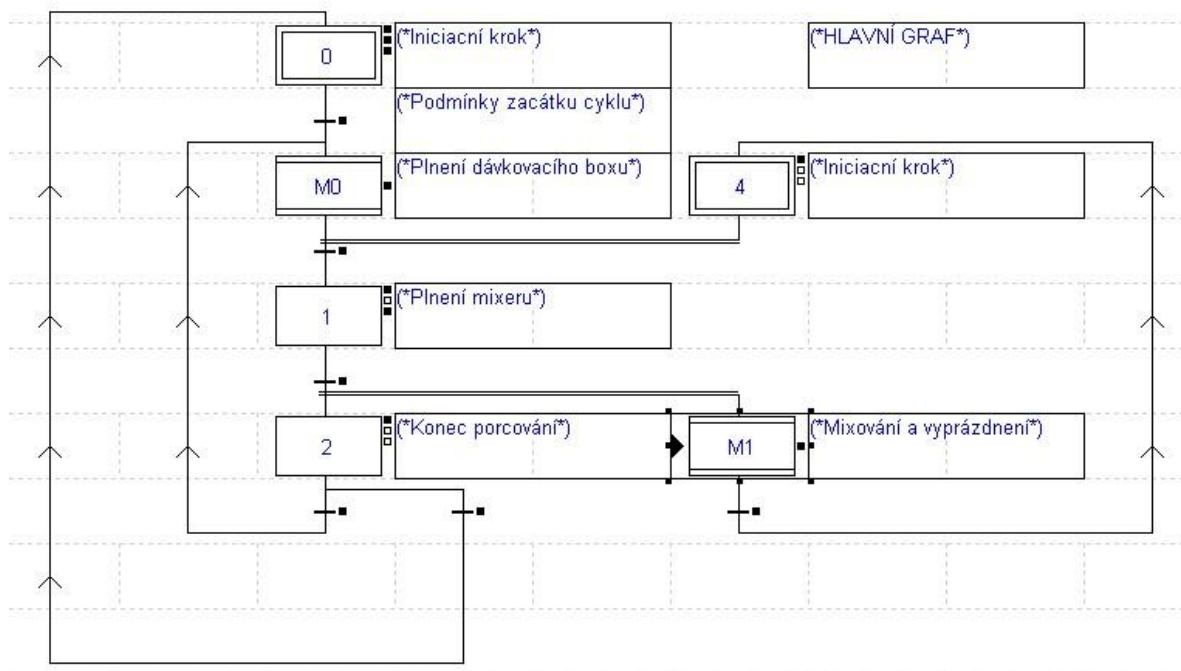 0
(*Iniciacní krok*)
(*HLAVNÍ GRAF*)
(*Podmínky zacátku cyklu*)
M0
(*Plnení dávkovacího boxu*)
4
(*Iniciacní krok*)
1
(*Plnení mixeru*)
2
(*Konec porcování*)
M1
(*Mixování a vyprázdnení*)